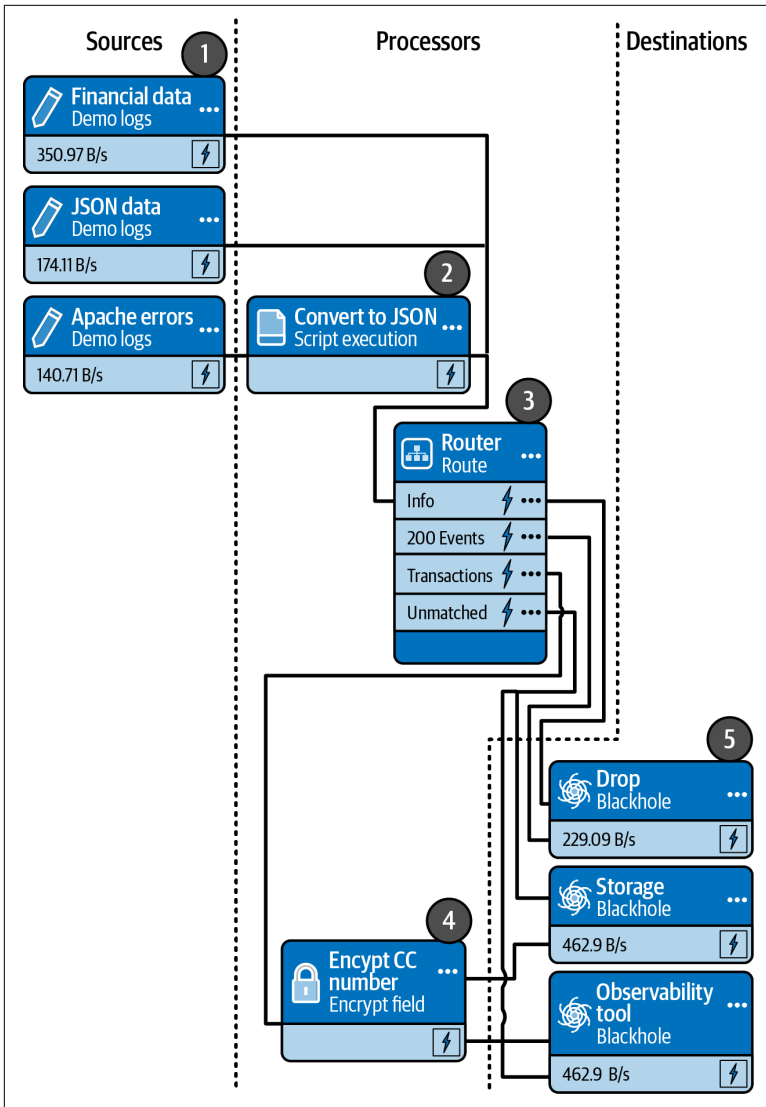 Sources
Processors
Destinations
1
Financial data
Demo logs
350.97 B/s
JSON data
Demo logs
174.11 B/s
Apache errors
Demo logs
140.71 B/s
2
Convert to JSON
Script execution
3
Router
Route
Info
200 Events
Transactions
Unmatched
4
Encrypt CC
number
Encrypt field
5
Drop
Blackhole
229.09 B/s
Storage
Blackhole
462.9 B/s
Observability
tool
Blackhole
462.9 B/s